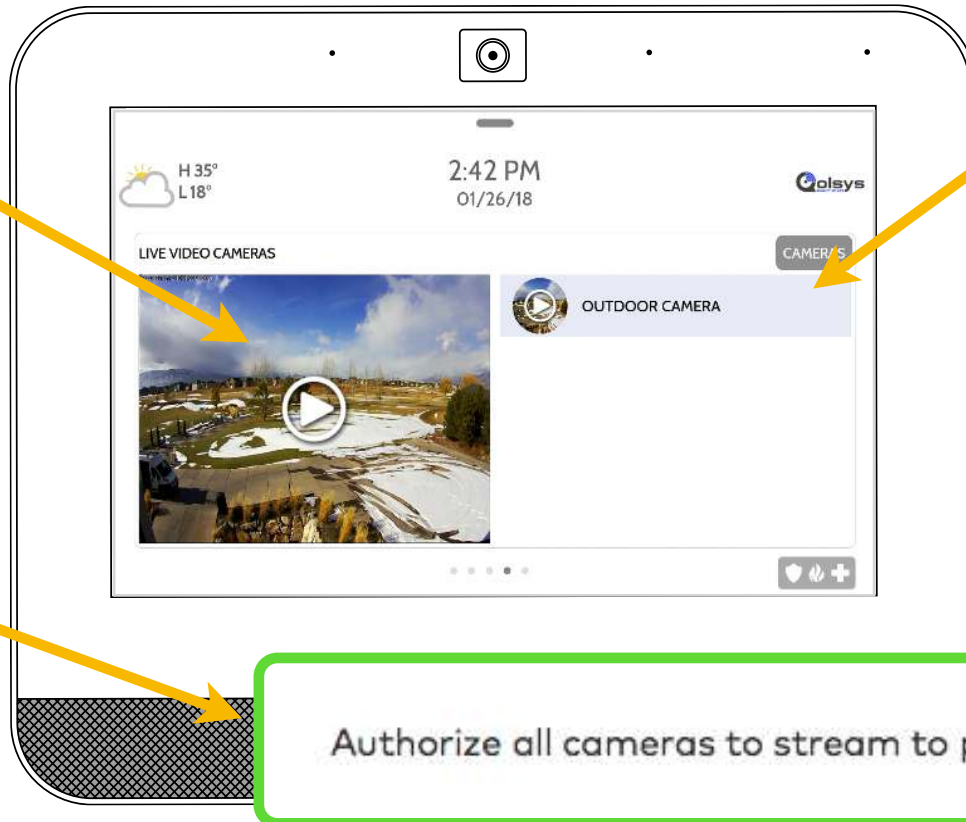 H 35°
L 18°
2:42 PM
01/26/18
Qolsys
LIVE VIDEO CAMERAS
CAMERAS
OUTDOOR CAMERA
Authorize all cameras to stream to p